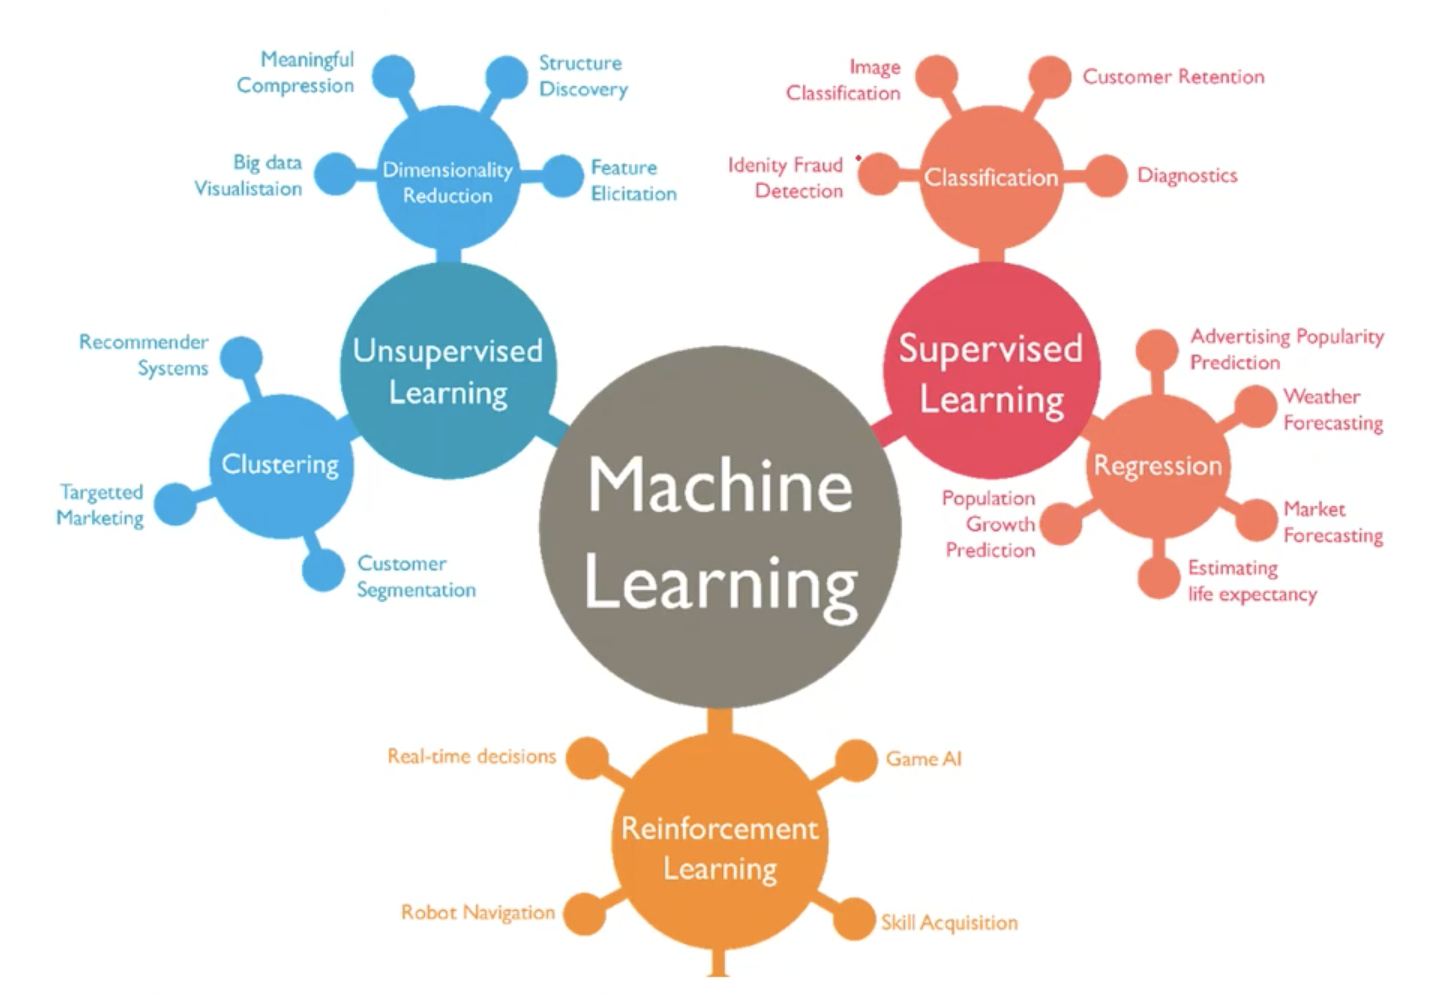 Meaningful
Compression
Structure
Discovery
Big data
Visualistaion
Dimensionality
Reduction
Feature
Elicitation
Image
Classification
Customer Retention
Idenity Fraud
Detection
Classification
Diagnostics
Unsupervised
Learning
Recommender
Systems
Clustering
Targetted
Marketing
Customer
Segmentation
Supervised
Learning
Advertising Popularity
Prediction
Weather
Forecasting
Regression
Population
Growth
Prediction
Market
Forecasting
Estimating
life expectancy
Machine
Learning
Real-time decisions
Game AI
Reinforcement
Learning
Robot Navigation
Skill Acquisition